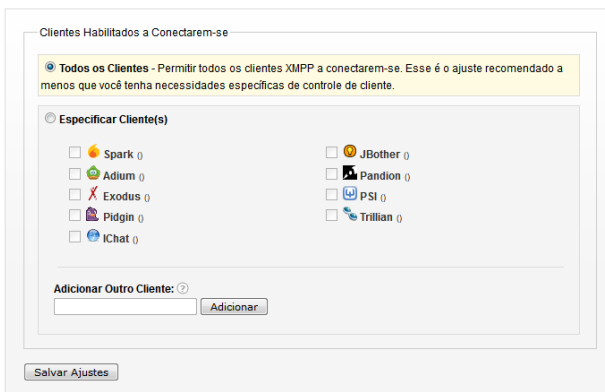 Clientes Habilitados a Conectarem-se
Todos os Clientes - Permitir todos os clientes XMPP a conectarem-se. Esse é o ajuste recomendado a
menos que você tenha necessidades específicas de controle de cliente.
Especificar Cliente(s)
Spark () JBother ()
Adium () Pandion ()
Exodus () PSI ()
Pidgin () Trillian ()
IChat ()
Adicionar Outro Cliente: ?
Adicionar
Salvar Ajustes